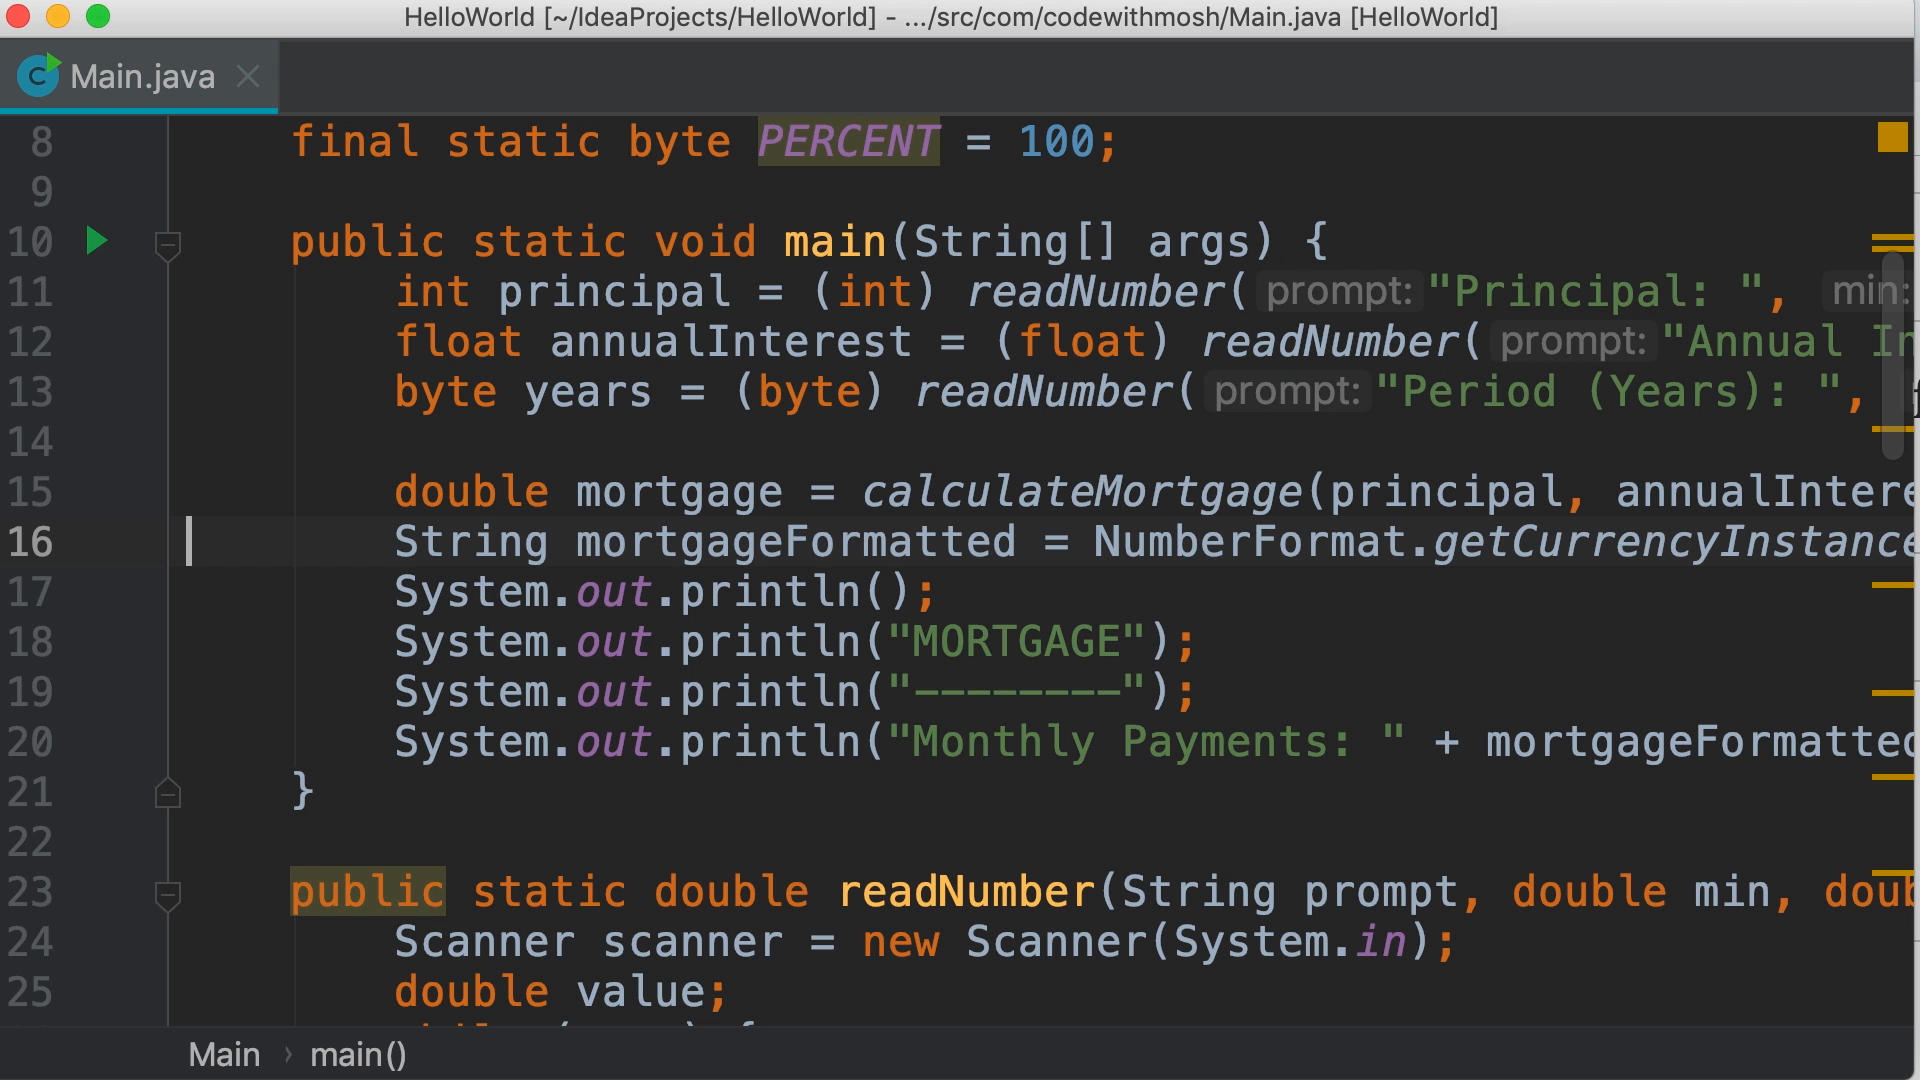 HelloWorld [~/IdeaProjects/HelloWorld] - .../src/com/codewithmosh/Main.java [HelloWorld]
Main.java
8 final static byte PERCENT = 100;
9
10 public static void main(String[] args) {
11 int principal = (int) readNumber( prompt: "Principal: ", min:
12 float annualInterest = (float) readNumber( prompt: "Annual In
13 byte years = (byte) readNumber( prompt: "Period (Years): ",
14
15 double mortgage = calculateMortgage(principal, annualIntere
16 String mortgageFormatted = NumberFormat.getCurrencyInstance
17 System.out.println();
18 System.out.println("MORTGAGE");
19 System.out.println("--------");
20 System.out.println("Monthly Payments: " + mortgageFormatted
21 }
22
23 public static double readNumber(String prompt, double min, doub
24 Scanner scanner = new Scanner(System.in);
25 double value;
Main › main()